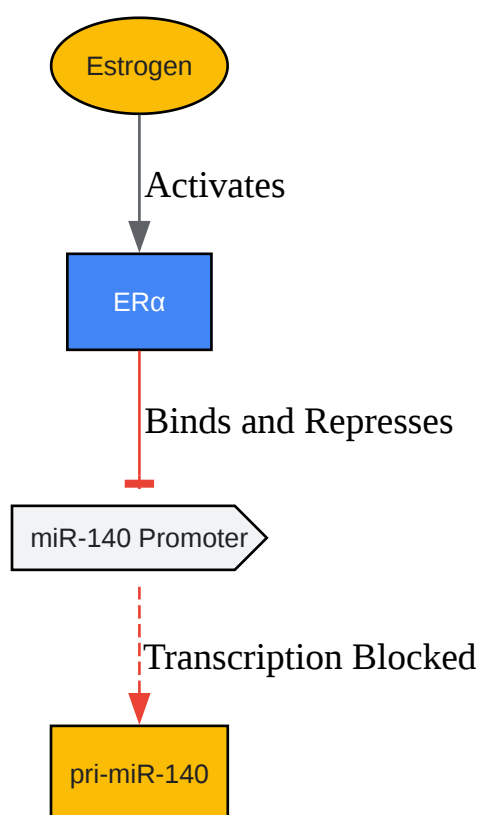 Estrogen
Activates
ERα
Binds and Represses
miR-140 Promoter
Transcription Blocked
pri-miR-140